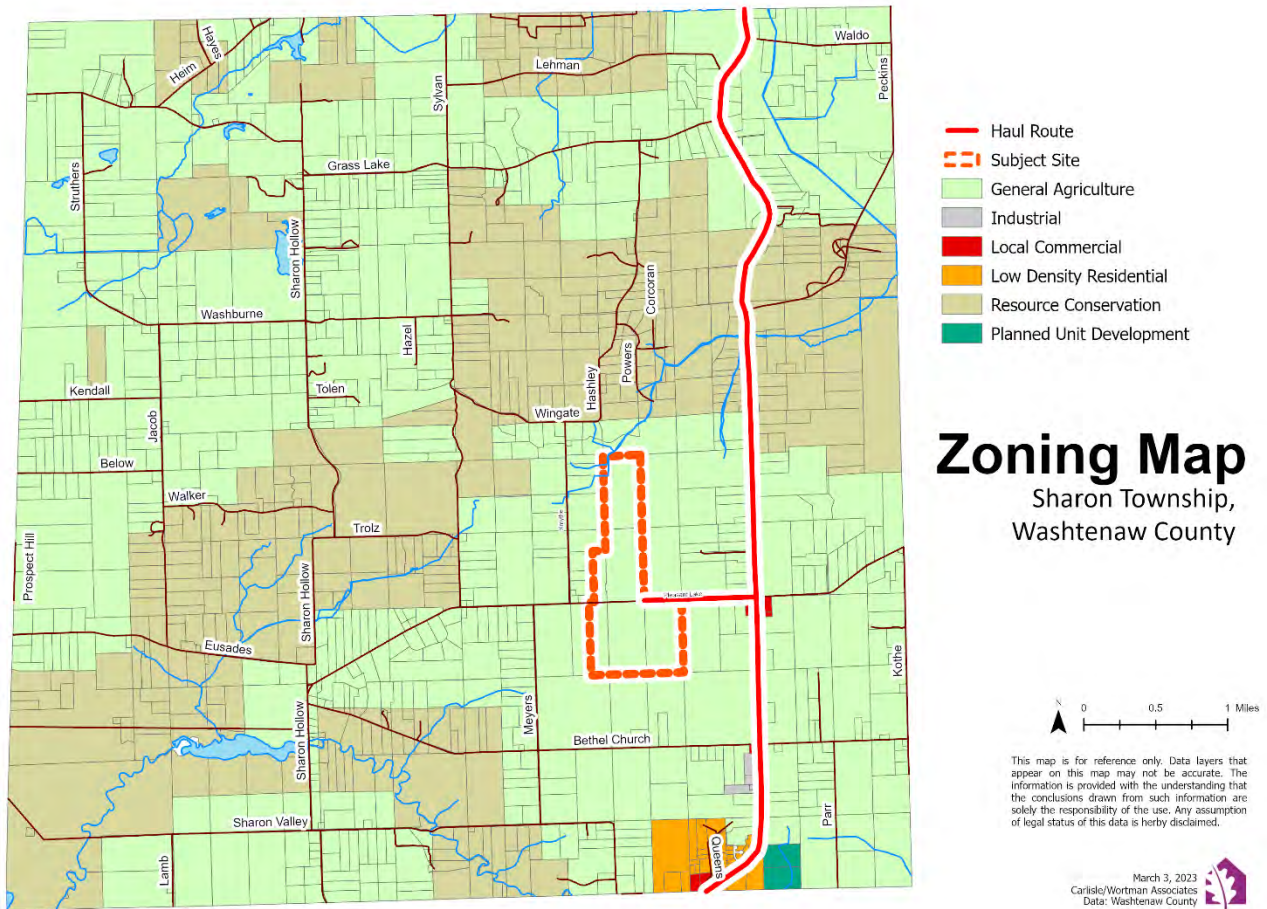 Hayes
Heim
Lehman
Waldo
Peckins
Sylvan
Struthers
Grass Lake
Sharon Hollow
Corcoran
Washburne
Hazel
Powers
Hashley
Kendall
Tolen
Jacob
Wingate
Below
Walker
Trolz
Prospect Hill
Sharon Hollow
Pleasant Lake
Eusades
Kothe
Meyers
Sharon Hollow
Bethel Church
Sharon Valley
Parr
Queens
Lamb
Haul Route
Subject Site
General Agriculture
Industrial
Local Commercial
Low Density Residential
Resource Conservation
Planned Unit Development
Zoning Map
Sharon Township,
Washtenaw County
N
0 0.5 1 Miles
This map is for reference only. Data layers that
appear on this map may not be accurate. The
information is provided with the understanding that
the conclusions drawn from such information are
solely the responsibility of the use. Any assumption
of legal status of this data is herby disclaimed.
March 3, 2023
Carlisle/Wortman Associates
Data: Washtenaw County